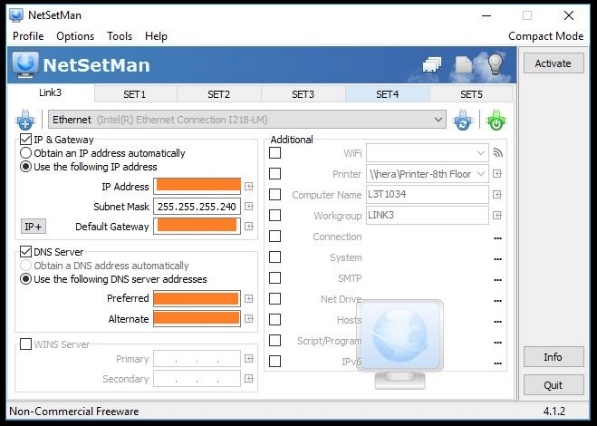 NetSetMan
Profile Options Tools Help Compact Mode
NetSetMan
Activate
Link3 SET1 SET2 SET3 SET4 SET5
Ethernet (Intel(R) Ethernet Connection I218-LM)
IP & Gateway
Obtain an IP address automatically
Use the following IP address
IP Address
Subnet Mask 255.255.255.240
IP+ Default Gateway
DNS Server
Obtain a DNS address automatically
Use the following DNS server addresses
Preferred
Alternate
WINS Server
Primary . . .
Secondary . . .
Additional
WiFi
Printer \\hera\Printer-8th Floor
Computer Name L3T1034
Workgroup LINK3
Connection ...
System ...
SMTP ...
Net Drive ...
Hosts ...
Script/Program ...
IPv6 ...
Info
Quit
Non-Commercial Freeware 4.1.2